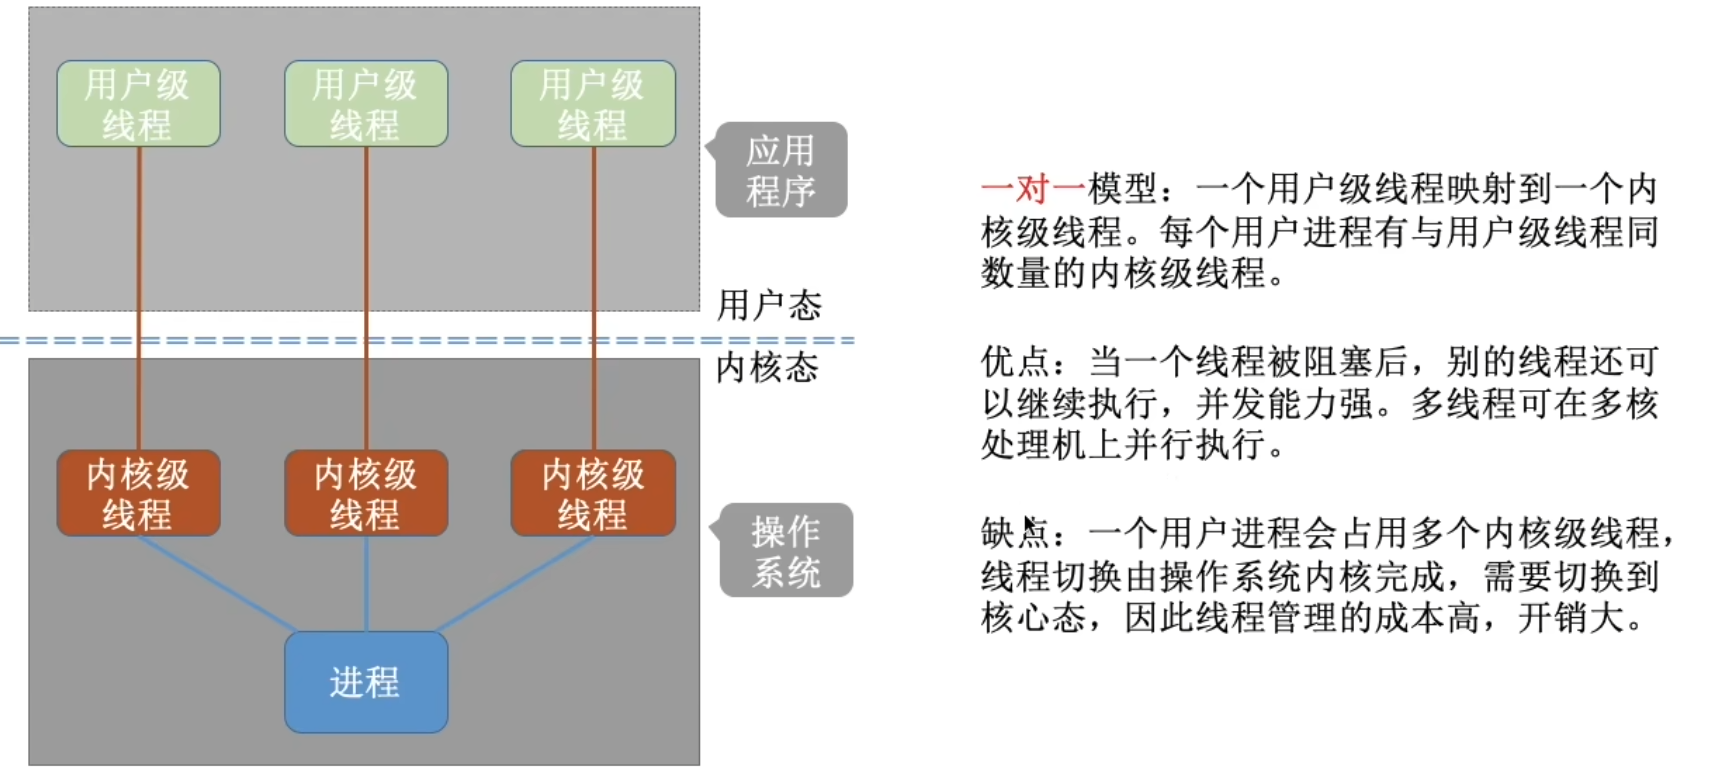 用户级
线程
用户级
线程
用户级
线程
应用
程序
用户态
内核态
内核级
线程
内核级
线程
内核级
线程
操作
系统
进程
一对一模型：一个用户级线程映射到一个内
核级线程。每个用户进程有与用户级线程同
数量的内核级线程。
优点：当一个线程被阻塞后，别的线程还可
以继续执行，并发能力强。多线程可在多核
处理机上并行执行。
缺点：一个用户进程会占用多个内核级线程，
线程切换由操作系统内核完成，需要切换到
核心态，因此线程管理的成本高，开销大。